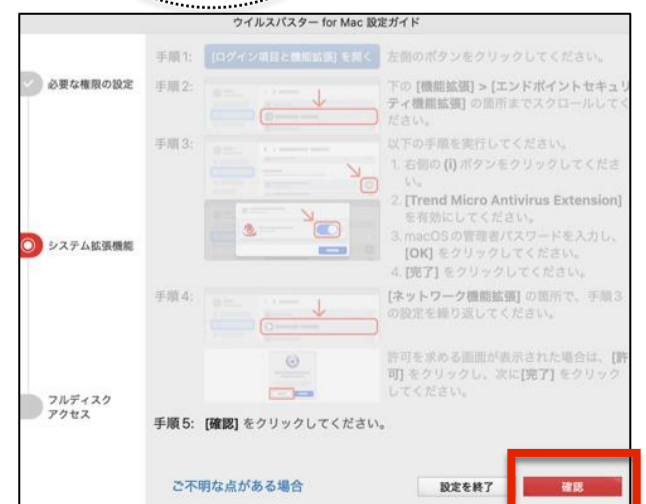 ウイルスバスター for Mac 設定ガイド
必要な権限の設定
システム拡張機能
フルディスク
アクセス
手順1:
[ログイン項目と機能拡張] を開く
左側のボタンをクリックしてください。
手順2:
下の [機能拡張] > [エンドポイントセキュリ
ティ機能拡張] の箇所までスクロールしてく
ださい。
手順3:
以下の手順を実行してください。
1. 右側の (i) ボタンをクリックしてくださ
い。
2. [Trend Micro Antivirus Extension]
を有効にしてください。
3. macOSの管理者パスワードを入力し、
[OK] をクリックしてください。
4. [完了] をクリックしてください。
手順4:
[ネットワーク機能拡張] の箇所で、手順3
の設定を繰り返してください。
許可を求める画面が表示された場合は、[許
可] をクリックし、次に[完了] をクリック
してください。
手順5: [確認] をクリックしてください。
ご不明な点がある場合
設定を終了
確認